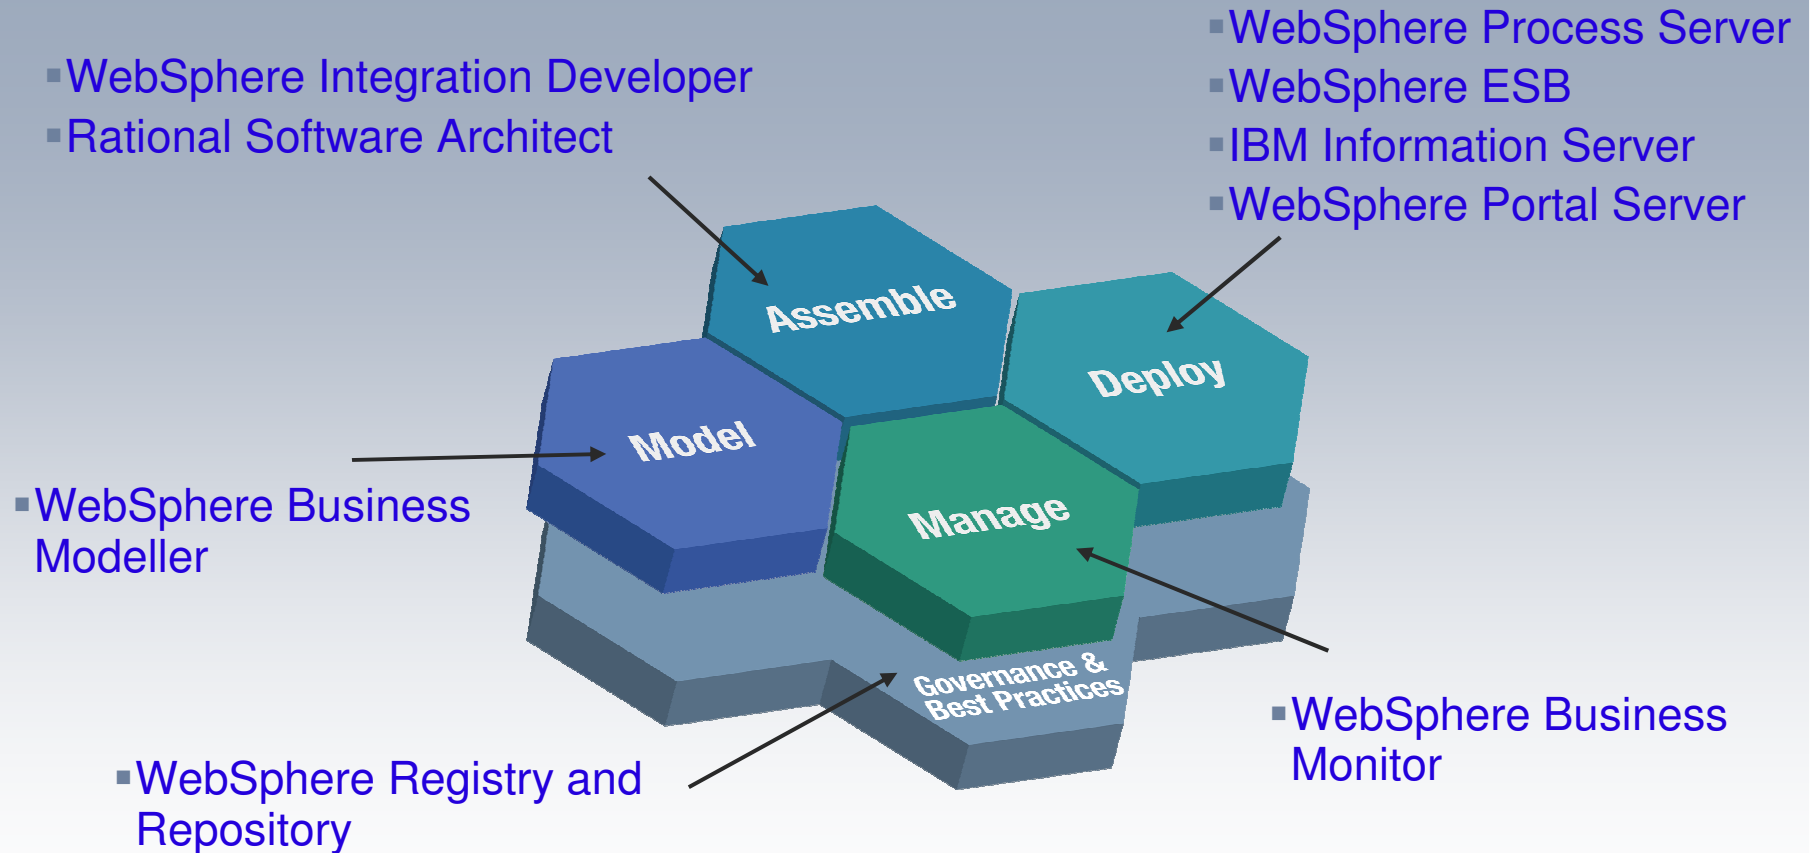 ▪WebSphere Integration Developer
▪Rational Software Architect
▪WebSphere Process Server
▪WebSphere ESB
▪IBM Information Server
▪WebSphere Portal Server
Assemble
Deploy
Model
Manage
▪WebSphere Business
Modeller
Governance &
Best Practices
▪WebSphere Business
Monitor
▪WebSphere Registry and
Repository